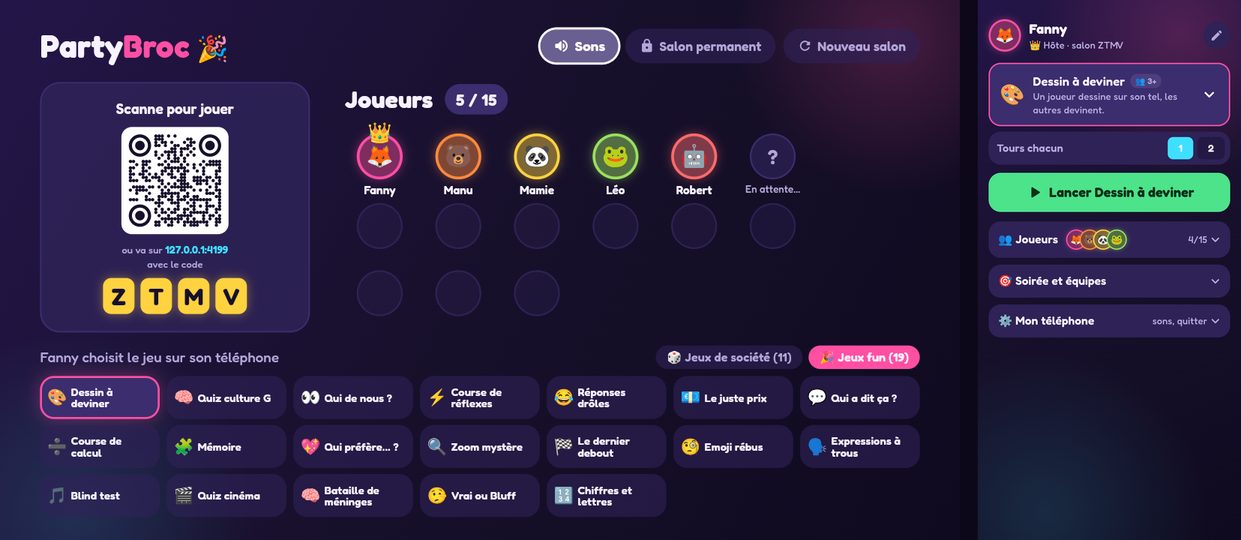 PartyBroc
Sons
Salon permanent
Nouveau salon
Scanne pour jouer
ou va sur 127.0.0.1:4199
avec le code
Z T M V
Joueurs
5 / 15
?
Fanny
Manu
Mamie
Léo
Robert
En attente...
Fanny choisit le jeu sur son téléphone
Jeux de société (11)
Jeux fun (19)
Dessin à
deviner
Quiz culture G
Qui de nous ?
Course de
réflexes
Réponses
drôles
Le juste prix
Qui a dit ça ?
Course de
calcul
Mémoire
Qui préfère... ?
Zoom mystère
Le dernier
debout
Emoji rébus
Expressions à
trous
Blind test
Quiz cinéma
Bataille de
méninges
Vrai ou Bluff
Chiffres et
lettres
Fanny
Hôte · salon ZTMV
Dessin à deviner
3+
Un joueur dessine sur son tel, les
autres devinent.
Tours chacun
1
2
Lancer Dessin à deviner
Joueurs
4/15
Soirée et équipes
Mon téléphone
sons, quitter